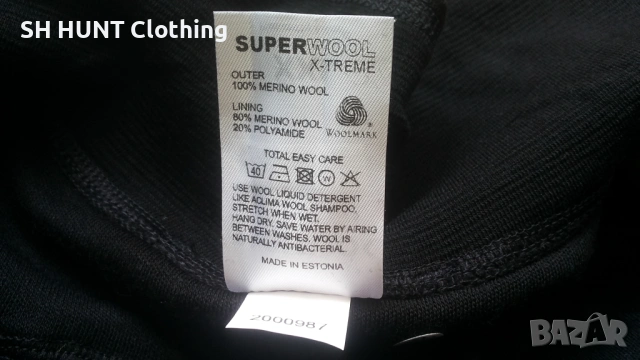 SH HUNT Clothing
SUPERWOOL
X-TREME
OUTER
100% MERINO WOOL
LINING
80% MERINO WOOL
20% POLYAMIDE
WOOLMARK
TOTAL EASY CARE
40
W
USE WOOL LIQUID DETERGENT
LIKE ACLIMA WOOL SHAMPOO,
STRETCH WHEN WET.
HANG DRY. SAVE WATER BY AIRING
BETWEEN WASHES. WOOL IS
NATURALLY ANTIBACTERIAL.
MADE IN ESTONIA
2000987
BAZAR